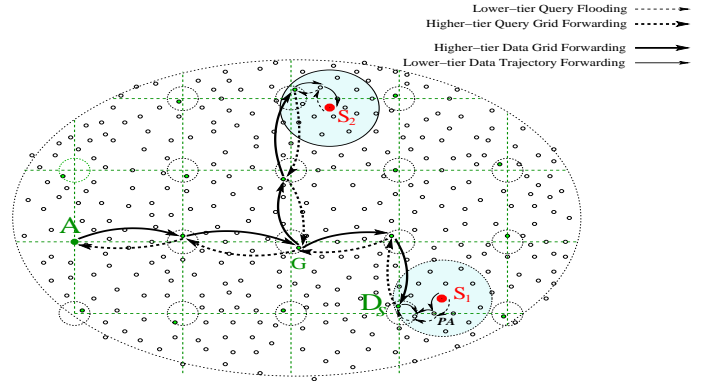 Lower-tier Query Flooding
Higher-tier Query Grid Forwarding
Higher-tier Data Grid Forwarding
Lower-tier Data Trajectory Forwarding
S2
A
G
S1
DS
PA